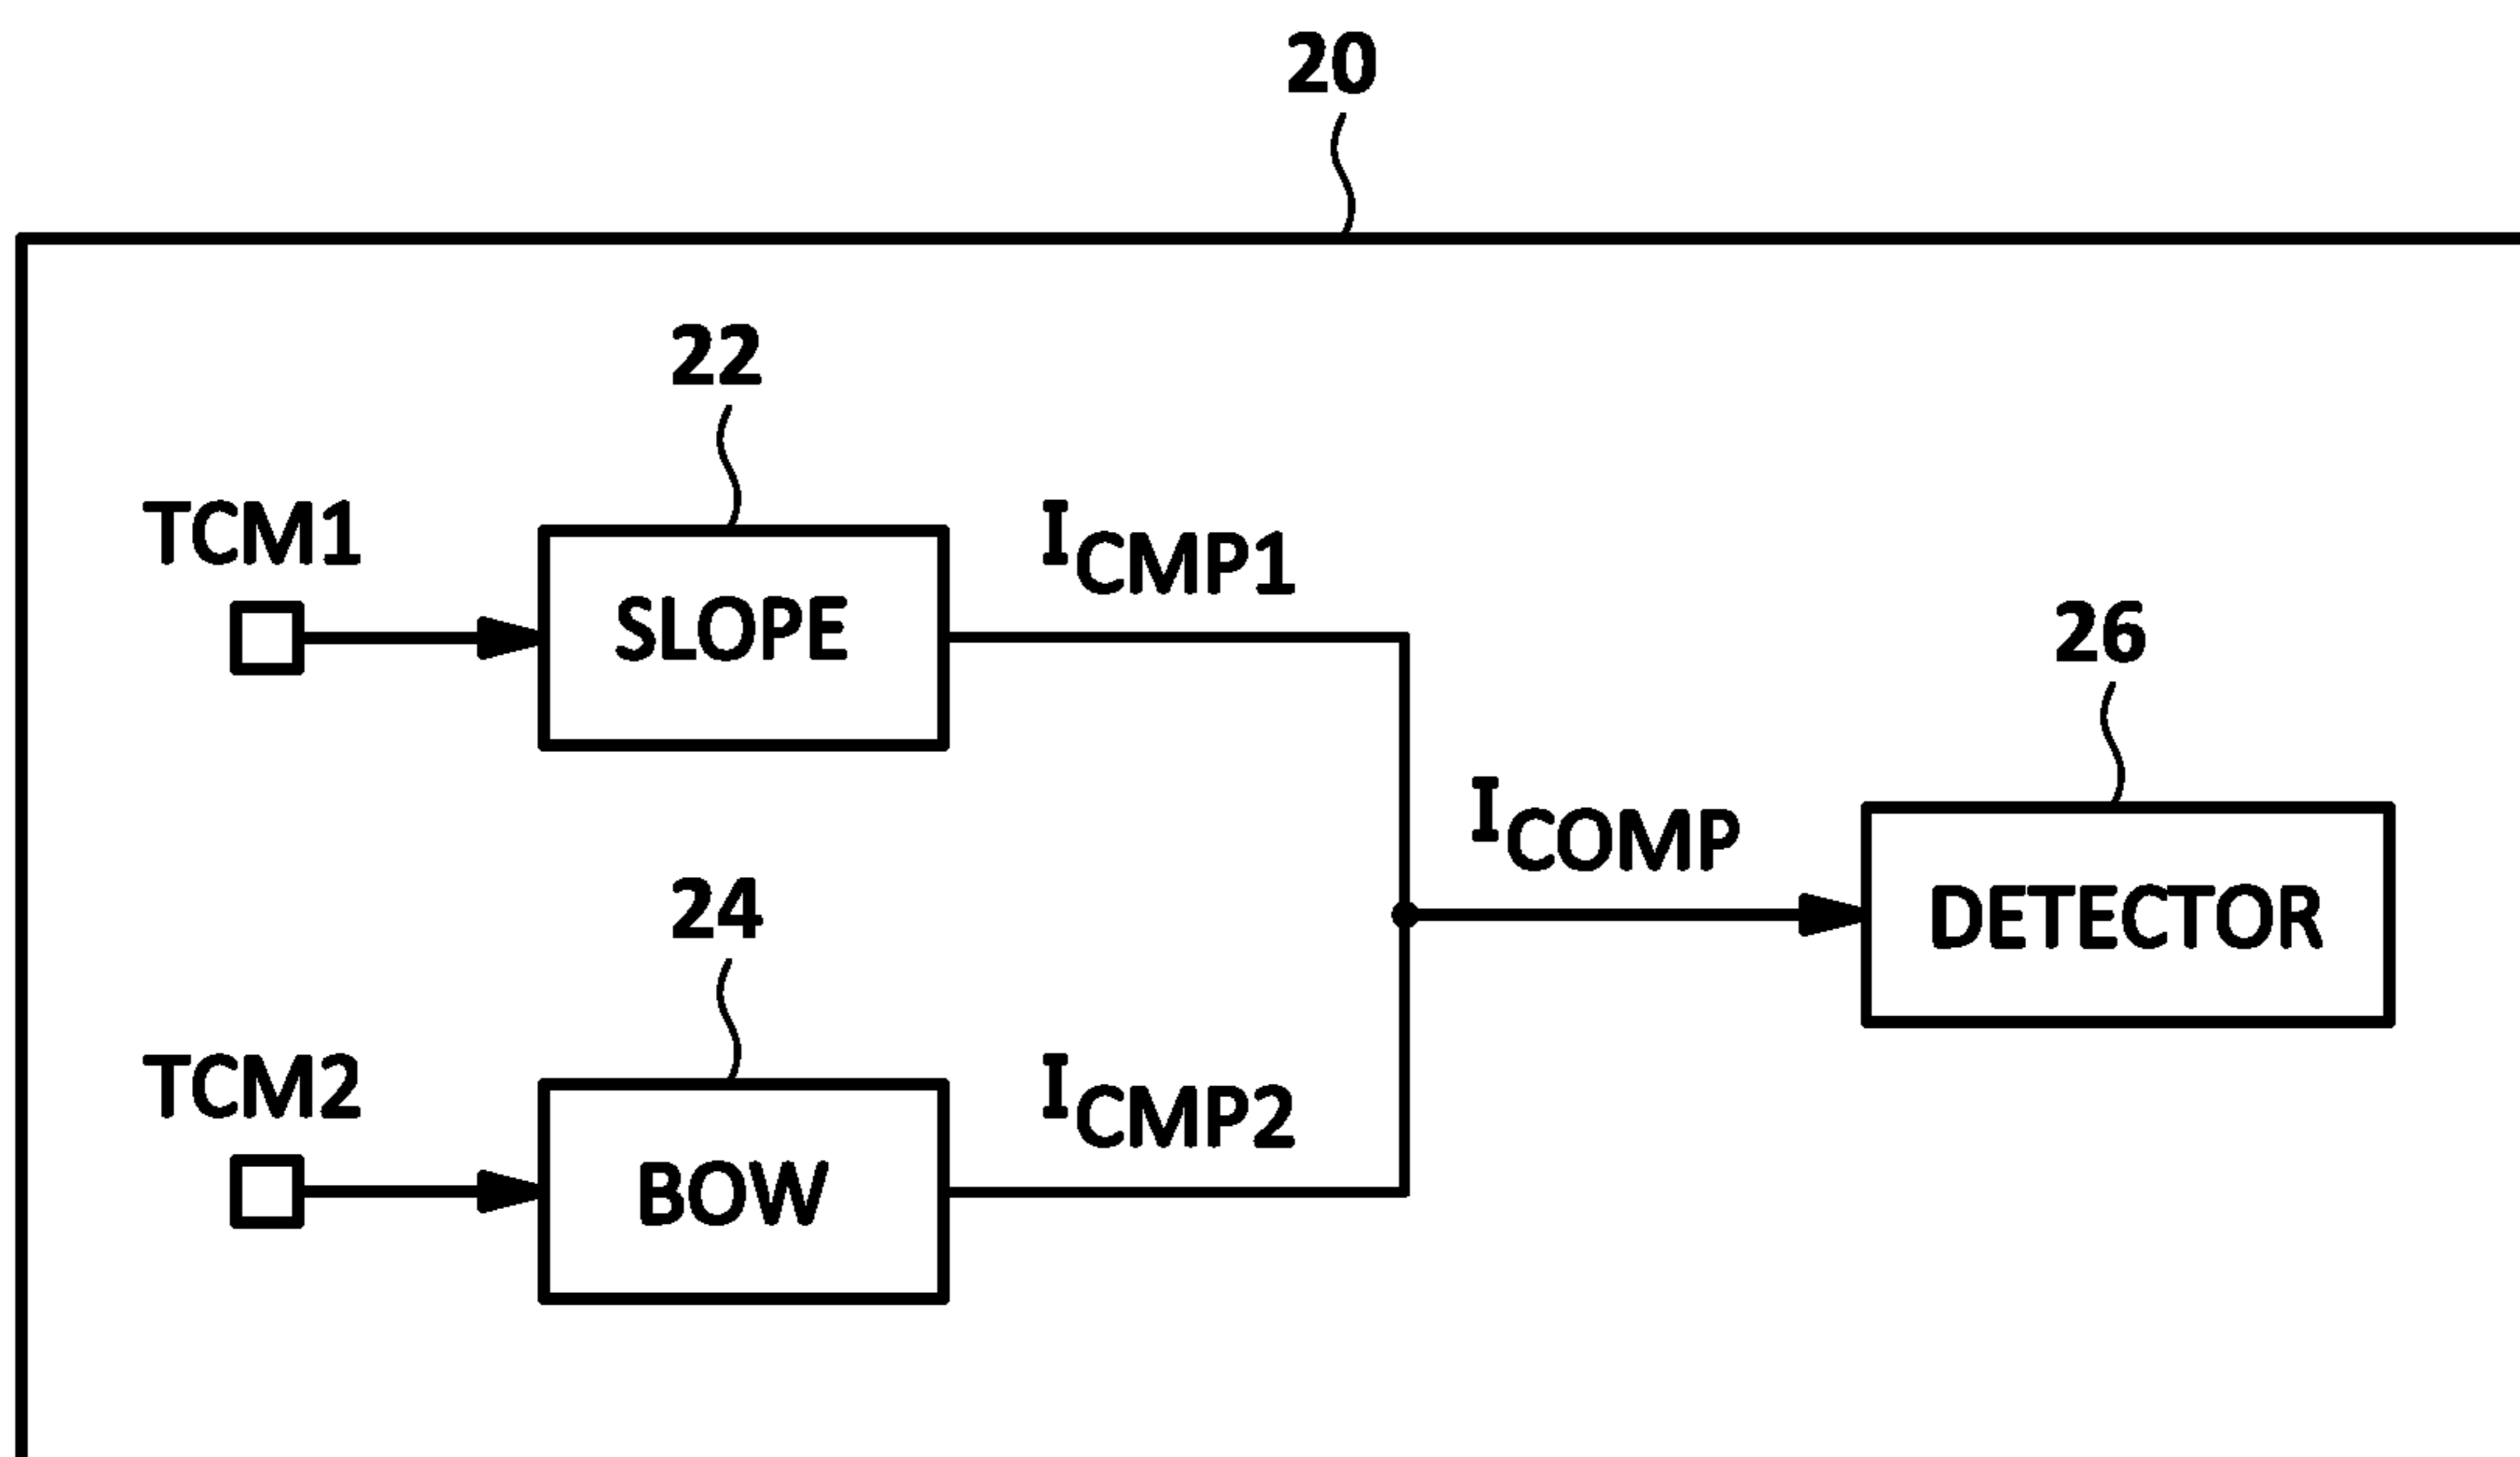 20
22
TCM1
SLOPE
ICMP1
26
ICOMP
DETECTOR
24
TCM2
BOW
ICMP2